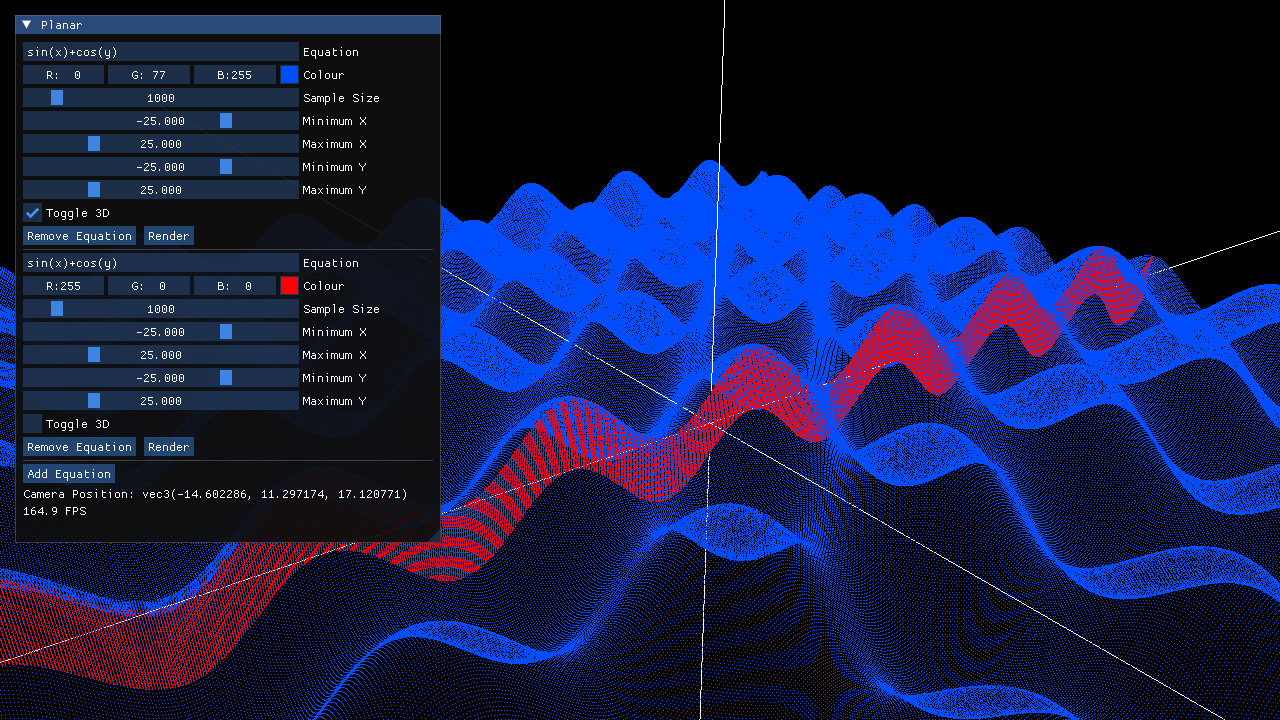 Planar
sin(x)+cos(y) Equation
R: 0 G: 77 B:255 Colour
1000 Sample Size
-25.000 Minimum X
25.000 Maximum X
-25.000 Minimum Y
25.000 Maximum Y
Toggle 3D
Remove Equation Render
sin(x)+cos(y) Equation
R:255 G: 0 B: 0 Colour
1000 Sample Size
-25.000 Minimum X
25.000 Maximum X
-25.000 Minimum Y
25.000 Maximum Y
Toggle 3D
Remove Equation Render
Add Equation
Camera Position: vec3(-14.602286, 11.297174, 17.120771)
164.9 FPS